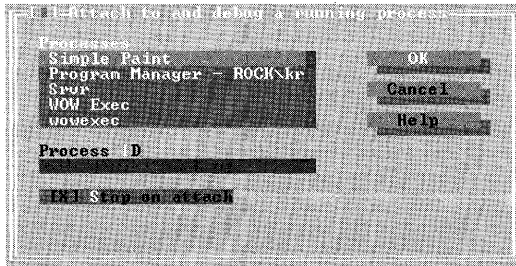 [■]=Attach to and debug a running process
Processes
Simple Paint
Program Manager - ROCK\kr
Srvr
WOW Exec
wowexec
OK
Cancel
Help
Process ID
[X] Stop on attach